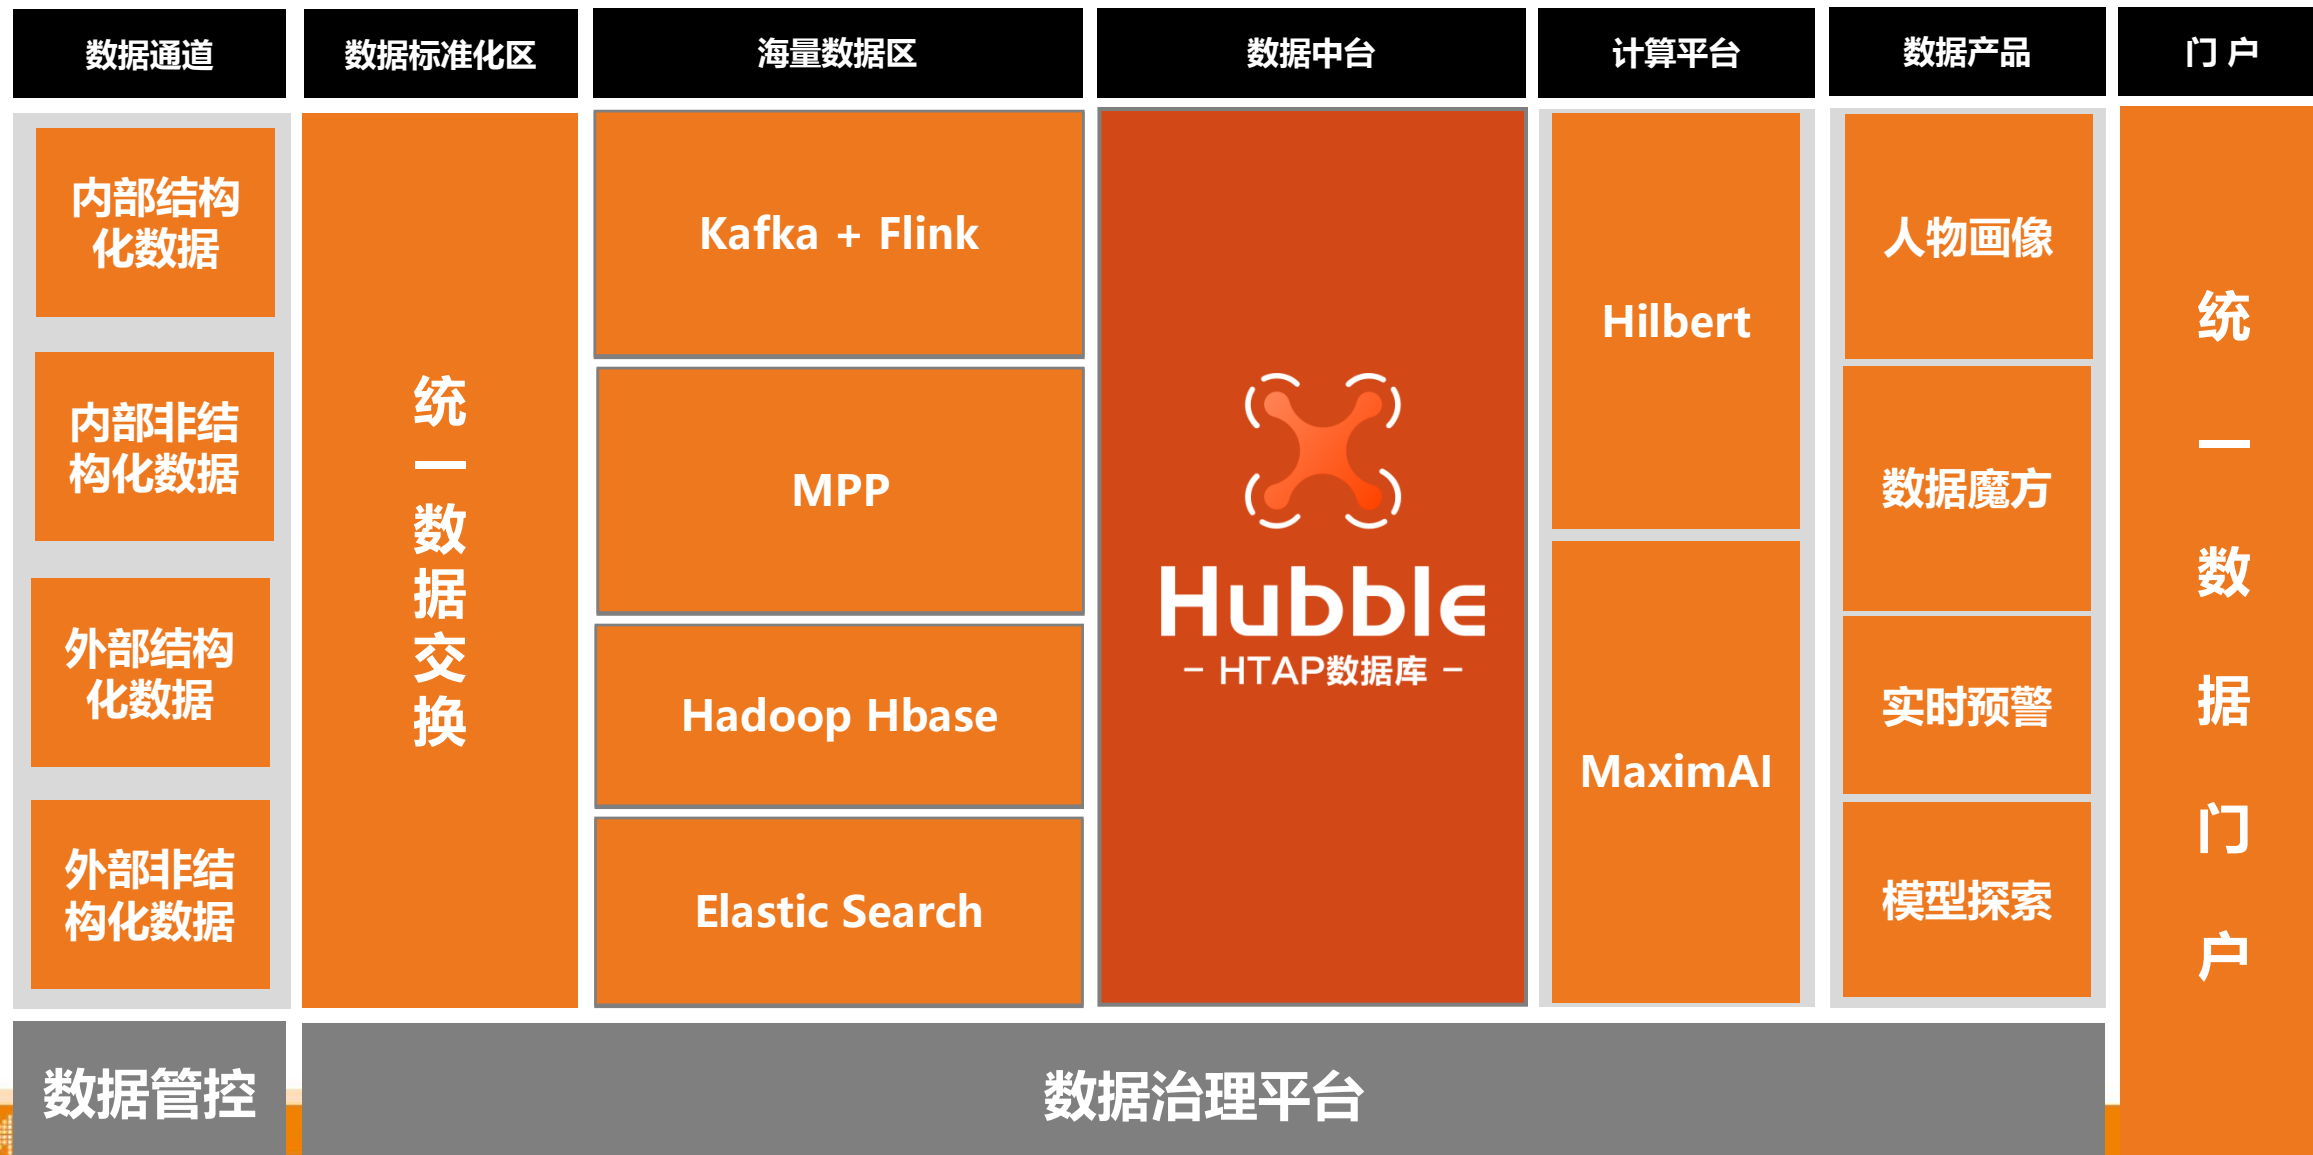 数据通道
数据标准化区
海量数据区
数据中台
计算平台
数据产品
门 户
内部结构
化数据
内部非结
构化数据
外部结构
化数据
外部非结
构化数据
统
一
数
据
交
换
Kafka + Flink
MPP
Hadoop Hbase
Elastic Search
Hubble
- HTAP数据库 -
Hilbert
MaximAI
人物画像
数据魔方
实时预警
模型探索
统
一
数
据
门
户
数据管控
数据治理平台